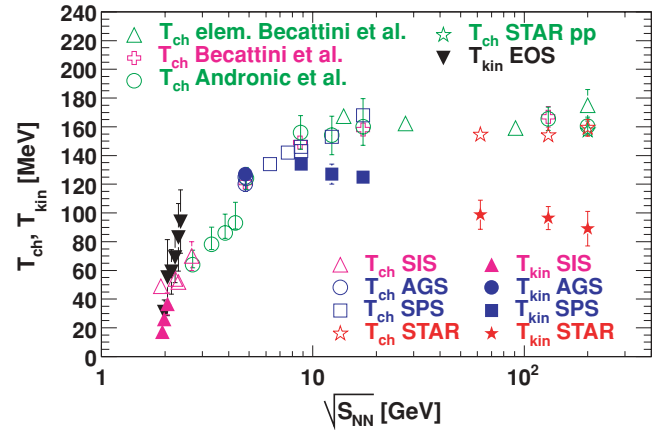 T_ch, T_kin [MeV]
240
220
200
180
160
140
120
100
80
60
40
20
0
T_ch elem. Becattini et al.
T_ch Becattini et al.
T_ch Andronic et al.
T_ch STAR pp
T_kin EOS
T_ch SIS
T_ch AGS
T_ch SPS
T_ch STAR
T_kin SIS
T_kin AGS
T_kin SPS
T_kin STAR
1
10
10²
√S_NN [GeV]